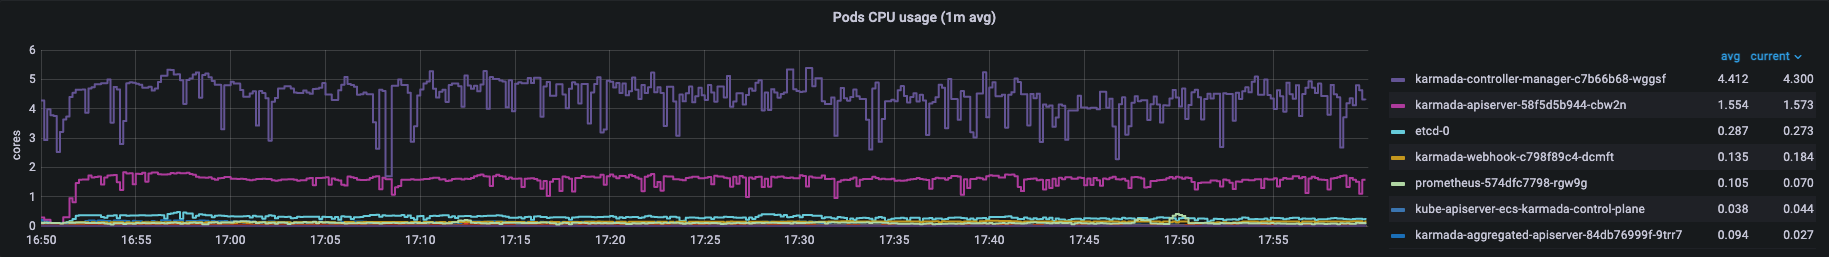 Pods CPU usage (1m avg)
cores
6
5
4
3
2
1
0
16:50 16:55 17:00 17:05 17:10 17:15 17:20 17:25 17:30 17:35 17:40 17:45 17:50 17:55
avg current
karmada-controller-manager-c7b66b68-wggsf 4.412 4.300
karmada-apiserver-58f5d5b944-cbw2n 1.554 1.573
etcd-0 0.287 0.273
karmada-webhook-c798f89c4-dcmft 0.135 0.184
prometheus-574dfc7798-rgw9g 0.105 0.070
kube-apiserver-ecs-karmada-control-plane 0.038 0.044
karmada-aggregated-apiserver-84db76999f-9trr7 0.094 0.027